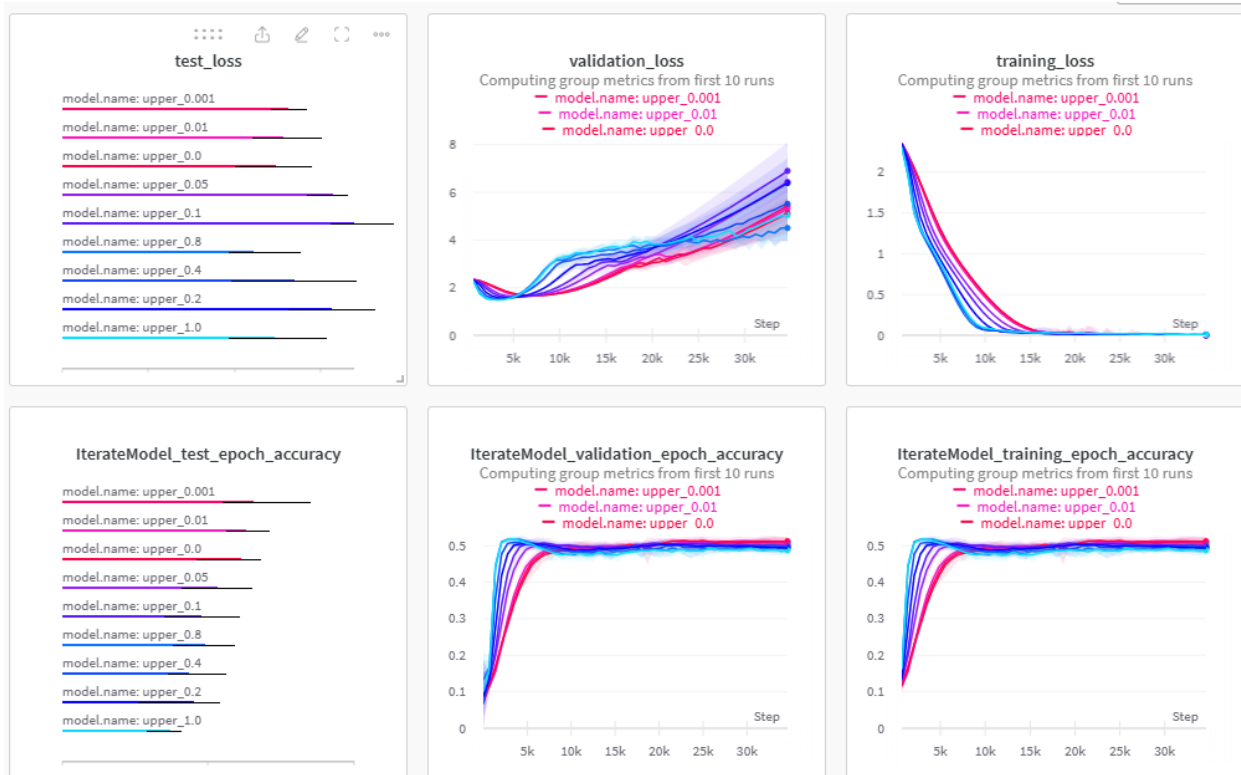 test_loss
model.name: upper_0.001
model.name: upper_0.01
model.name: upper_0.0
model.name: upper_0.05
model.name: upper_0.1
model.name: upper_0.8
model.name: upper_0.4
model.name: upper_0.2
model.name: upper_1.0
validation_loss
Computing group metrics from first 10 runs
model.name: upper_0.001
model.name: upper_0.01
model.name: upper 0.0
8
6
4
2
0
Step
5k 10k 15k 20k 25k 30k
training_loss
Computing group metrics from first 10 runs
model.name: upper_0.001
model.name: upper_0.01
model.name: upper 0.0
2
1.5
1
0.5
0
Step
5k 10k 15k 20k 25k 30k
IterateModel_test_epoch_accuracy
model.name: upper_0.001
model.name: upper_0.01
model.name: upper_0.0
model.name: upper_0.05
model.name: upper_0.1
model.name: upper_0.8
model.name: upper_0.4
model.name: upper_0.2
model.name: upper_1.0
IterateModel_validation_epoch_accuracy
Computing group metrics from first 10 runs
model.name: upper_0.001
model.name: upper_0.01
model.name: upper 0.0
0.5
0.4
0.3
0.2
0.1
0
Step
5k 10k 15k 20k 25k 30k
IterateModel_training_epoch_accuracy
Computing group metrics from first 10 runs
model.name: upper_0.001
model.name: upper_0.01
model.name: upper 0.0
0.5
0.4
0.3
0.2
0.1
0
Step
5k 10k 15k 20k 25k 30k